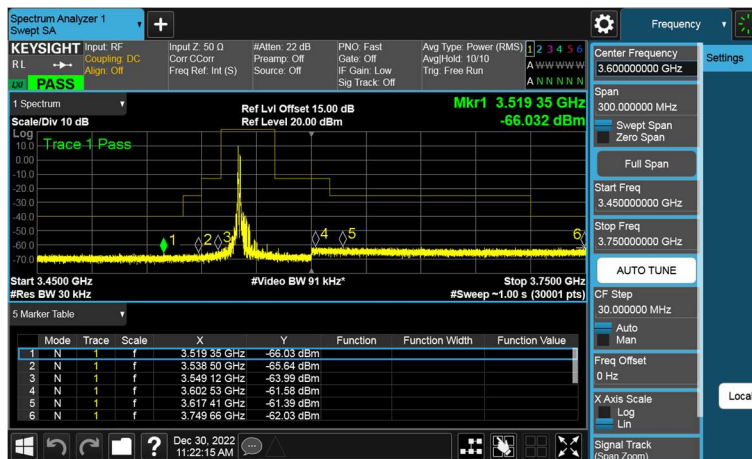 Spectrum Analyzer 1
Swept SA
+
Frequency
KEYSIGHT
RL
LXI PASS
Input: RF
Coupling: DC
Align: Off
Input Z: 50 Ω
Corr CCorr
Freq Ref: Int (S)
#Atten: 22 dB
Preamp: Off
Source: Off
PNO: Fast
Gate: Off
IF Gain: Low
Sig Track: Off
Avg Type: Power (RMS)
Avg|Hold: 10/10
Trig: Free Run
1 2 3 4 5 6
A W W W W W
A N N N N N
1 Spectrum
Scale/Div 10 dB
Ref Lvl Offset 15.00 dB
Ref Level 20.00 dBm
Mkr1 3.519 35 GHz
-66.032 dBm
Log
Trace 1 Pass
10.0
0.00
-10.0
-20.0
-30.0
-40.0
-50.0
-60.0
-70.0
1
2
3
4
5
6
Start 3.4500 GHz
#Res BW 30 kHz
#Video BW 91 kHz*
Stop 3.7500 GHz
#Sweep ~1.00 s (30001 pts)
5 Marker Table
Mode Trace Scale X Y Function Function Width Function Value
1 N 1 f 3.519 35 GHz -66.03 dBm
2 N 1 f 3.538 50 GHz -65.64 dBm
3 N 1 f 3.549 12 GHz -63.99 dBm
4 N 1 f 3.602 53 GHz -61.58 dBm
5 N 1 f 3.617 41 GHz -61.39 dBm
6 N 1 f 3.749 66 GHz -62.03 dBm
?
Dec 30, 2022
11:22:15 AM
Center Frequency
3.600000000 GHz
Settings
Span
300.000000 MHz
Swept Span
Zero Span
Full Span
Start Freq
3.450000000 GHz
Stop Freq
3.750000000 GHz
AUTO TUNE
CF Step
30.000000 MHz
Auto
Man
Freq Offset
0 Hz
X Axis Scale
Log
Lin
Local
Signal Track
(Span Zoom)